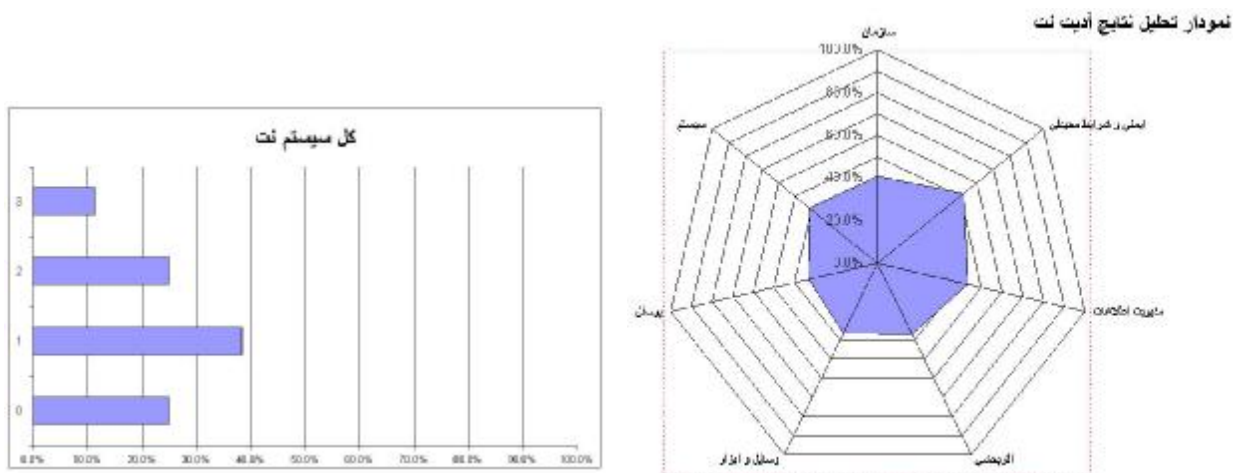 نمودار تحلیل نتایج آدیت نت
سازمان
100.0%
80.0%
60.0%
40.0%
20.0%
0.0%
ایمنی و شرایط محیطی
مدیریت اطلاعات
اثربخشی
وسایل و ابزار
پرسنل
سیستم
کل سیستم نت
3
2
1
0
0.0% 10.0% 20.0% 30.0% 40.0% 50.0% 60.0% 70.0% 80.0% 90.0% 100.0%